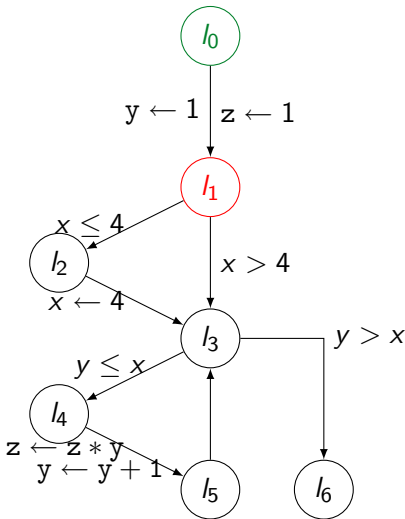 l₀
y ← 1 z ← 1
l₁
x ≤ 4
l₂
x > 4
x ← 4
l₃
y > x
y ≤ x
l₄
z ← z * y
y ← y + 1
l₅
l₆